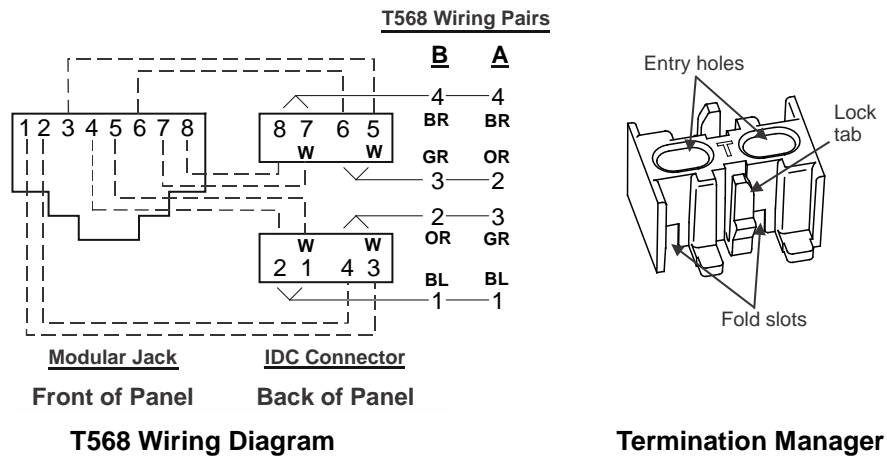 T568 Wiring Pairs
B A
4 4
BR BR
GR OR
3 2
2 3
OR GR
BL BL
1 1
1 2 3 4 5 6 7 8
8 7 6 5
W W
W W
2 1 4 3
Modular Jack
IDC Connector
Front of Panel
Back of Panel
T568 Wiring Diagram
Entry holes
Lock
tab
T
Fold slots
Termination Manager